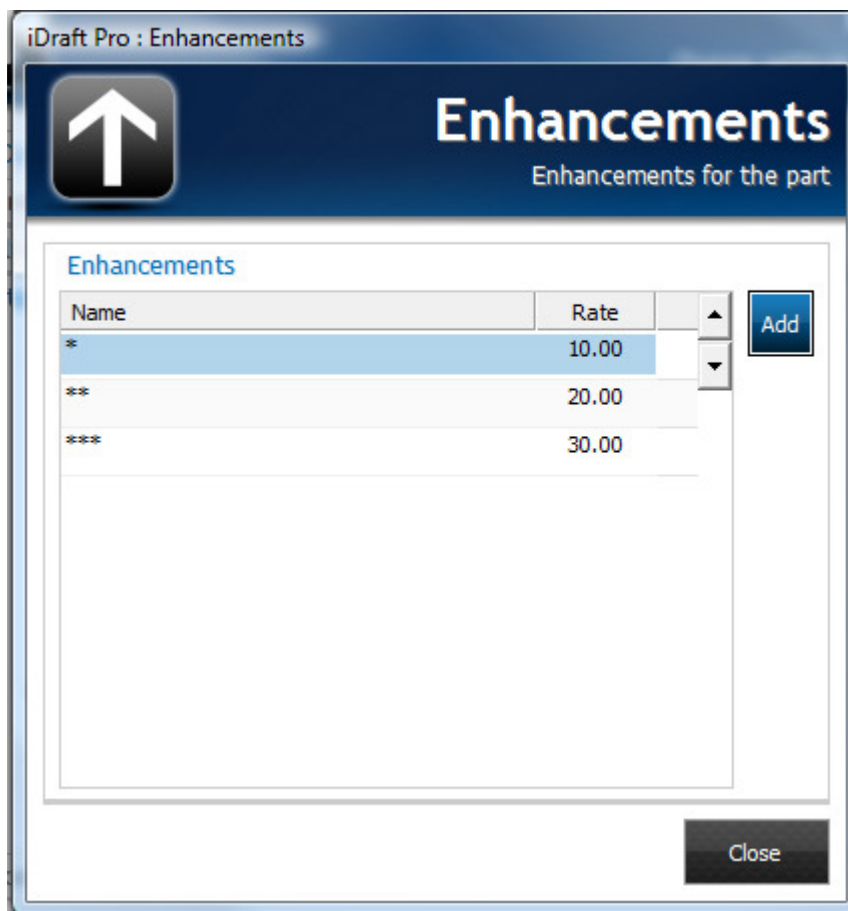 iDraft Pro : Enhancements
Enhancements
Enhancements for the part
Enhancements
Name Rate
* 10.00
** 20.00
*** 30.00
Add
Close